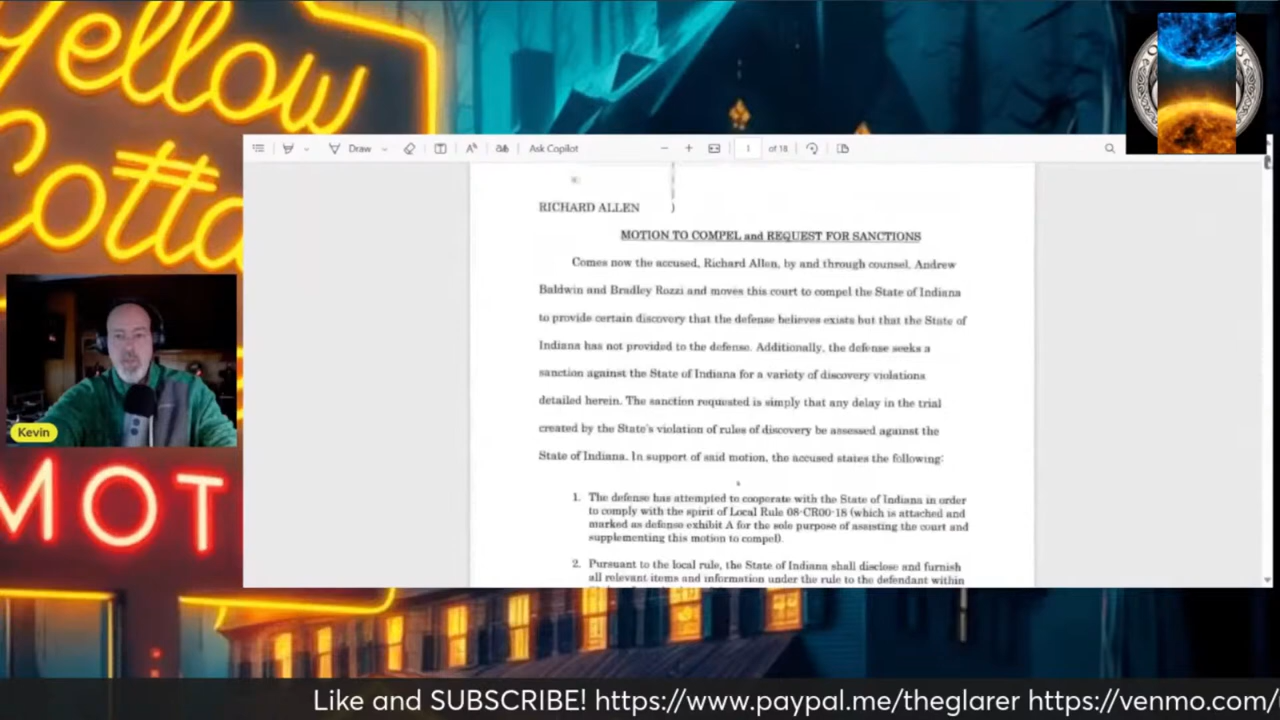 Yellow
Cotta
MOT
Draw
Ask Copilot
1 of 18
RICHARD ALLEN )
MOTION TO COMPEL and REQUEST FOR SANCTIONS
Comes now the accused, Richard Allen, by and through counsel, Andrew
Baldwin and Bradley Rozzi and moves this court to compel the State of Indiana
to provide certain discovery that the defense believes exists but that the State of
Indiana has not provided to the defense. Additionally, the defense seeks a
sanction against the State of Indiana for a variety of discovery violations
detailed herein. The sanction requested is simply that any delay in the trial
created by the State's violation of rules of discovery be assessed against the
State of Indiana. In support of said motion, the accused states the following:
1. The defense has attempted to cooperate with the State of Indiana in order
to comply with the spirit of Local Rule 08-CR00-18 (which is attached and
marked as defense exhibit A for the sole purpose of assisting the court and
supplementing this motion to compel).
2. Pursuant to the local rule, the State of Indiana shall disclose and furnish
all relevant items and information under the rule to the defendant within
Kevin
Like and SUBSCRIBE! https://www.paypal.me/theglarer https://venmo.com/